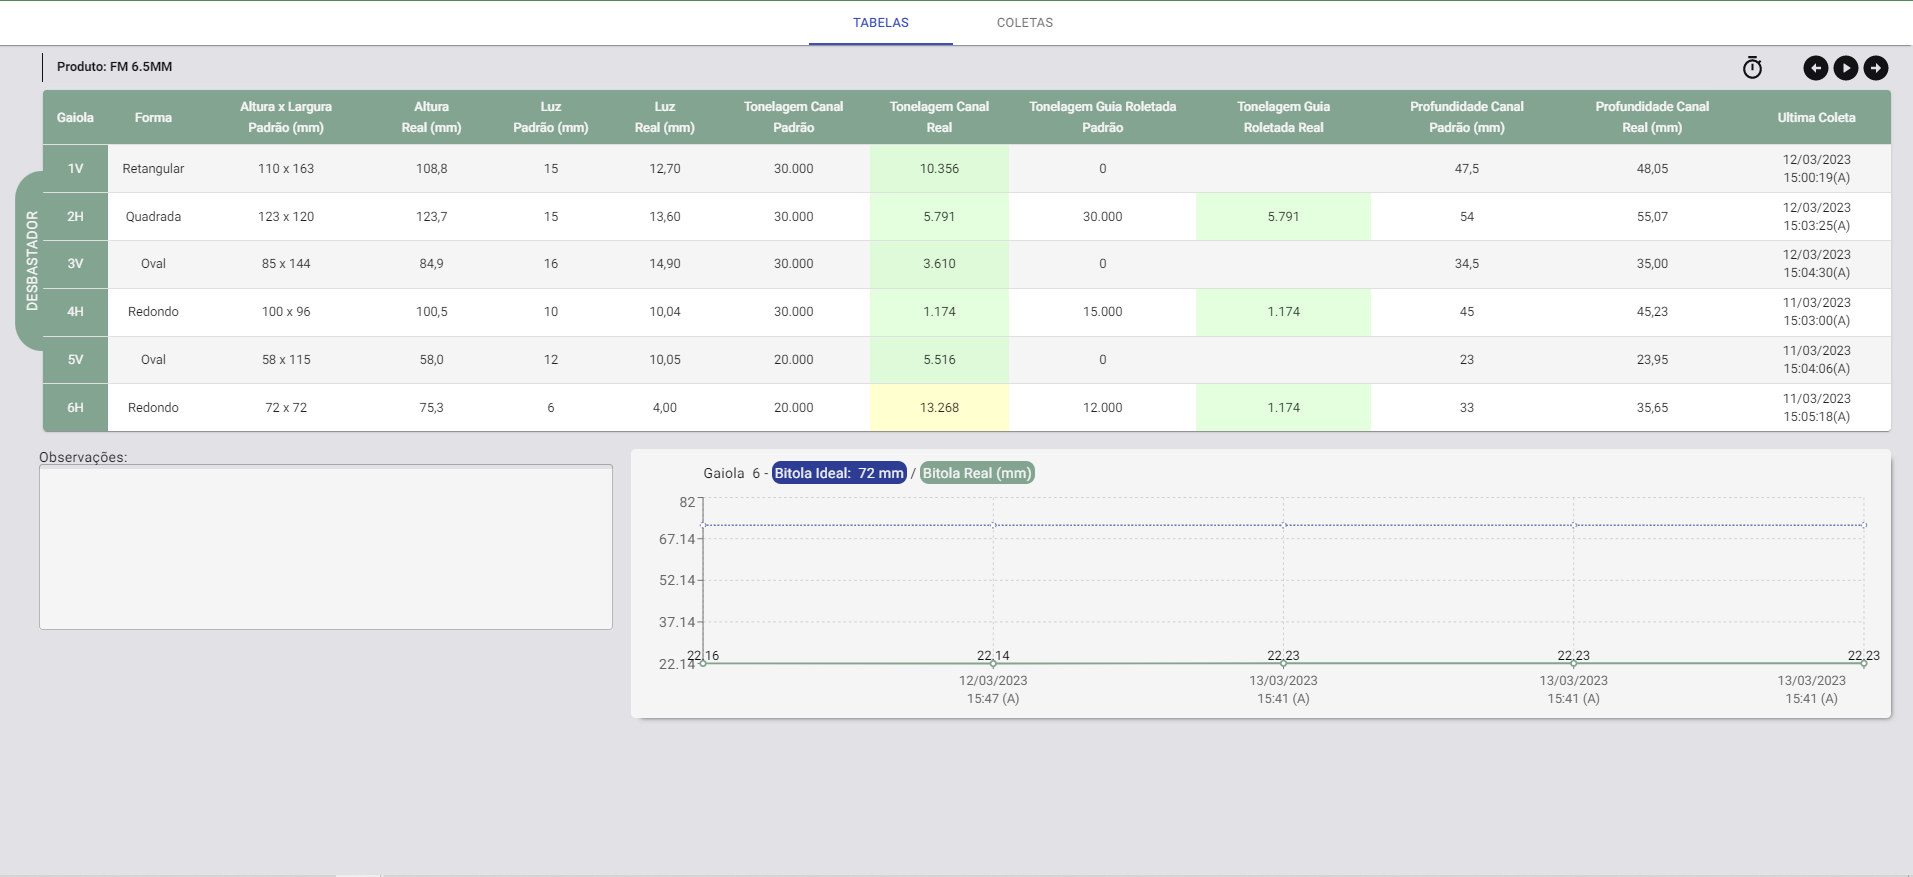 TABELAS COLETAS
Produto: FM 6.5MM
Gaiola Forma Altura x Largura Padrão (mm) Altura Real (mm) Luz Padrão (mm) Luz Real (mm) Tonelagem Canal Padrão Tonelagem Canal Real Tonelagem Guia Roletada Padrão Tonelagem Guia Roletada Real Profundidade Canal Padrão (mm) Profundidade Canal Real (mm) Ultima Coleta
DESBASTADOR
1V Retangular 110 x 163 108,8 15 12,70 30.000 10.356 0 47,5 48,05 12/03/2023 15:00:19(A)
2H Quadrada 123 x 120 123,7 15 13,60 30.000 5.791 30.000 5.791 54 55,07 12/03/2023 15:03:25(A)
3V Oval 85 x 144 84,9 16 14,90 30.000 3.610 0 34,5 35,00 12/03/2023 15:04:30(A)
4H Redondo 100 x 96 100,5 10 10,04 30.000 1.174 15.000 1.174 45 45,23 11/03/2023 15:03:00(A)
5V Oval 58 x 115 58,0 12 10,05 20.000 5.516 0 23 23,95 11/03/2023 15:04:06(A)
6H Redondo 72 x 72 75,3 6 4,00 20.000 13.268 12.000 1.174 33 35,65 11/03/2023 15:05:18(A)
Observações:
Gaiola 6 - Bitola Ideal: 72 mm / Bitola Real (mm)
82
67.14
52.14
37.14
22.14
22.16 22.14 22.23 22.23 22.23
12/03/2023 13/03/2023 13/03/2023 13/03/2023
15:47 (A) 15:41 (A) 15:41 (A) 15:41 (A)